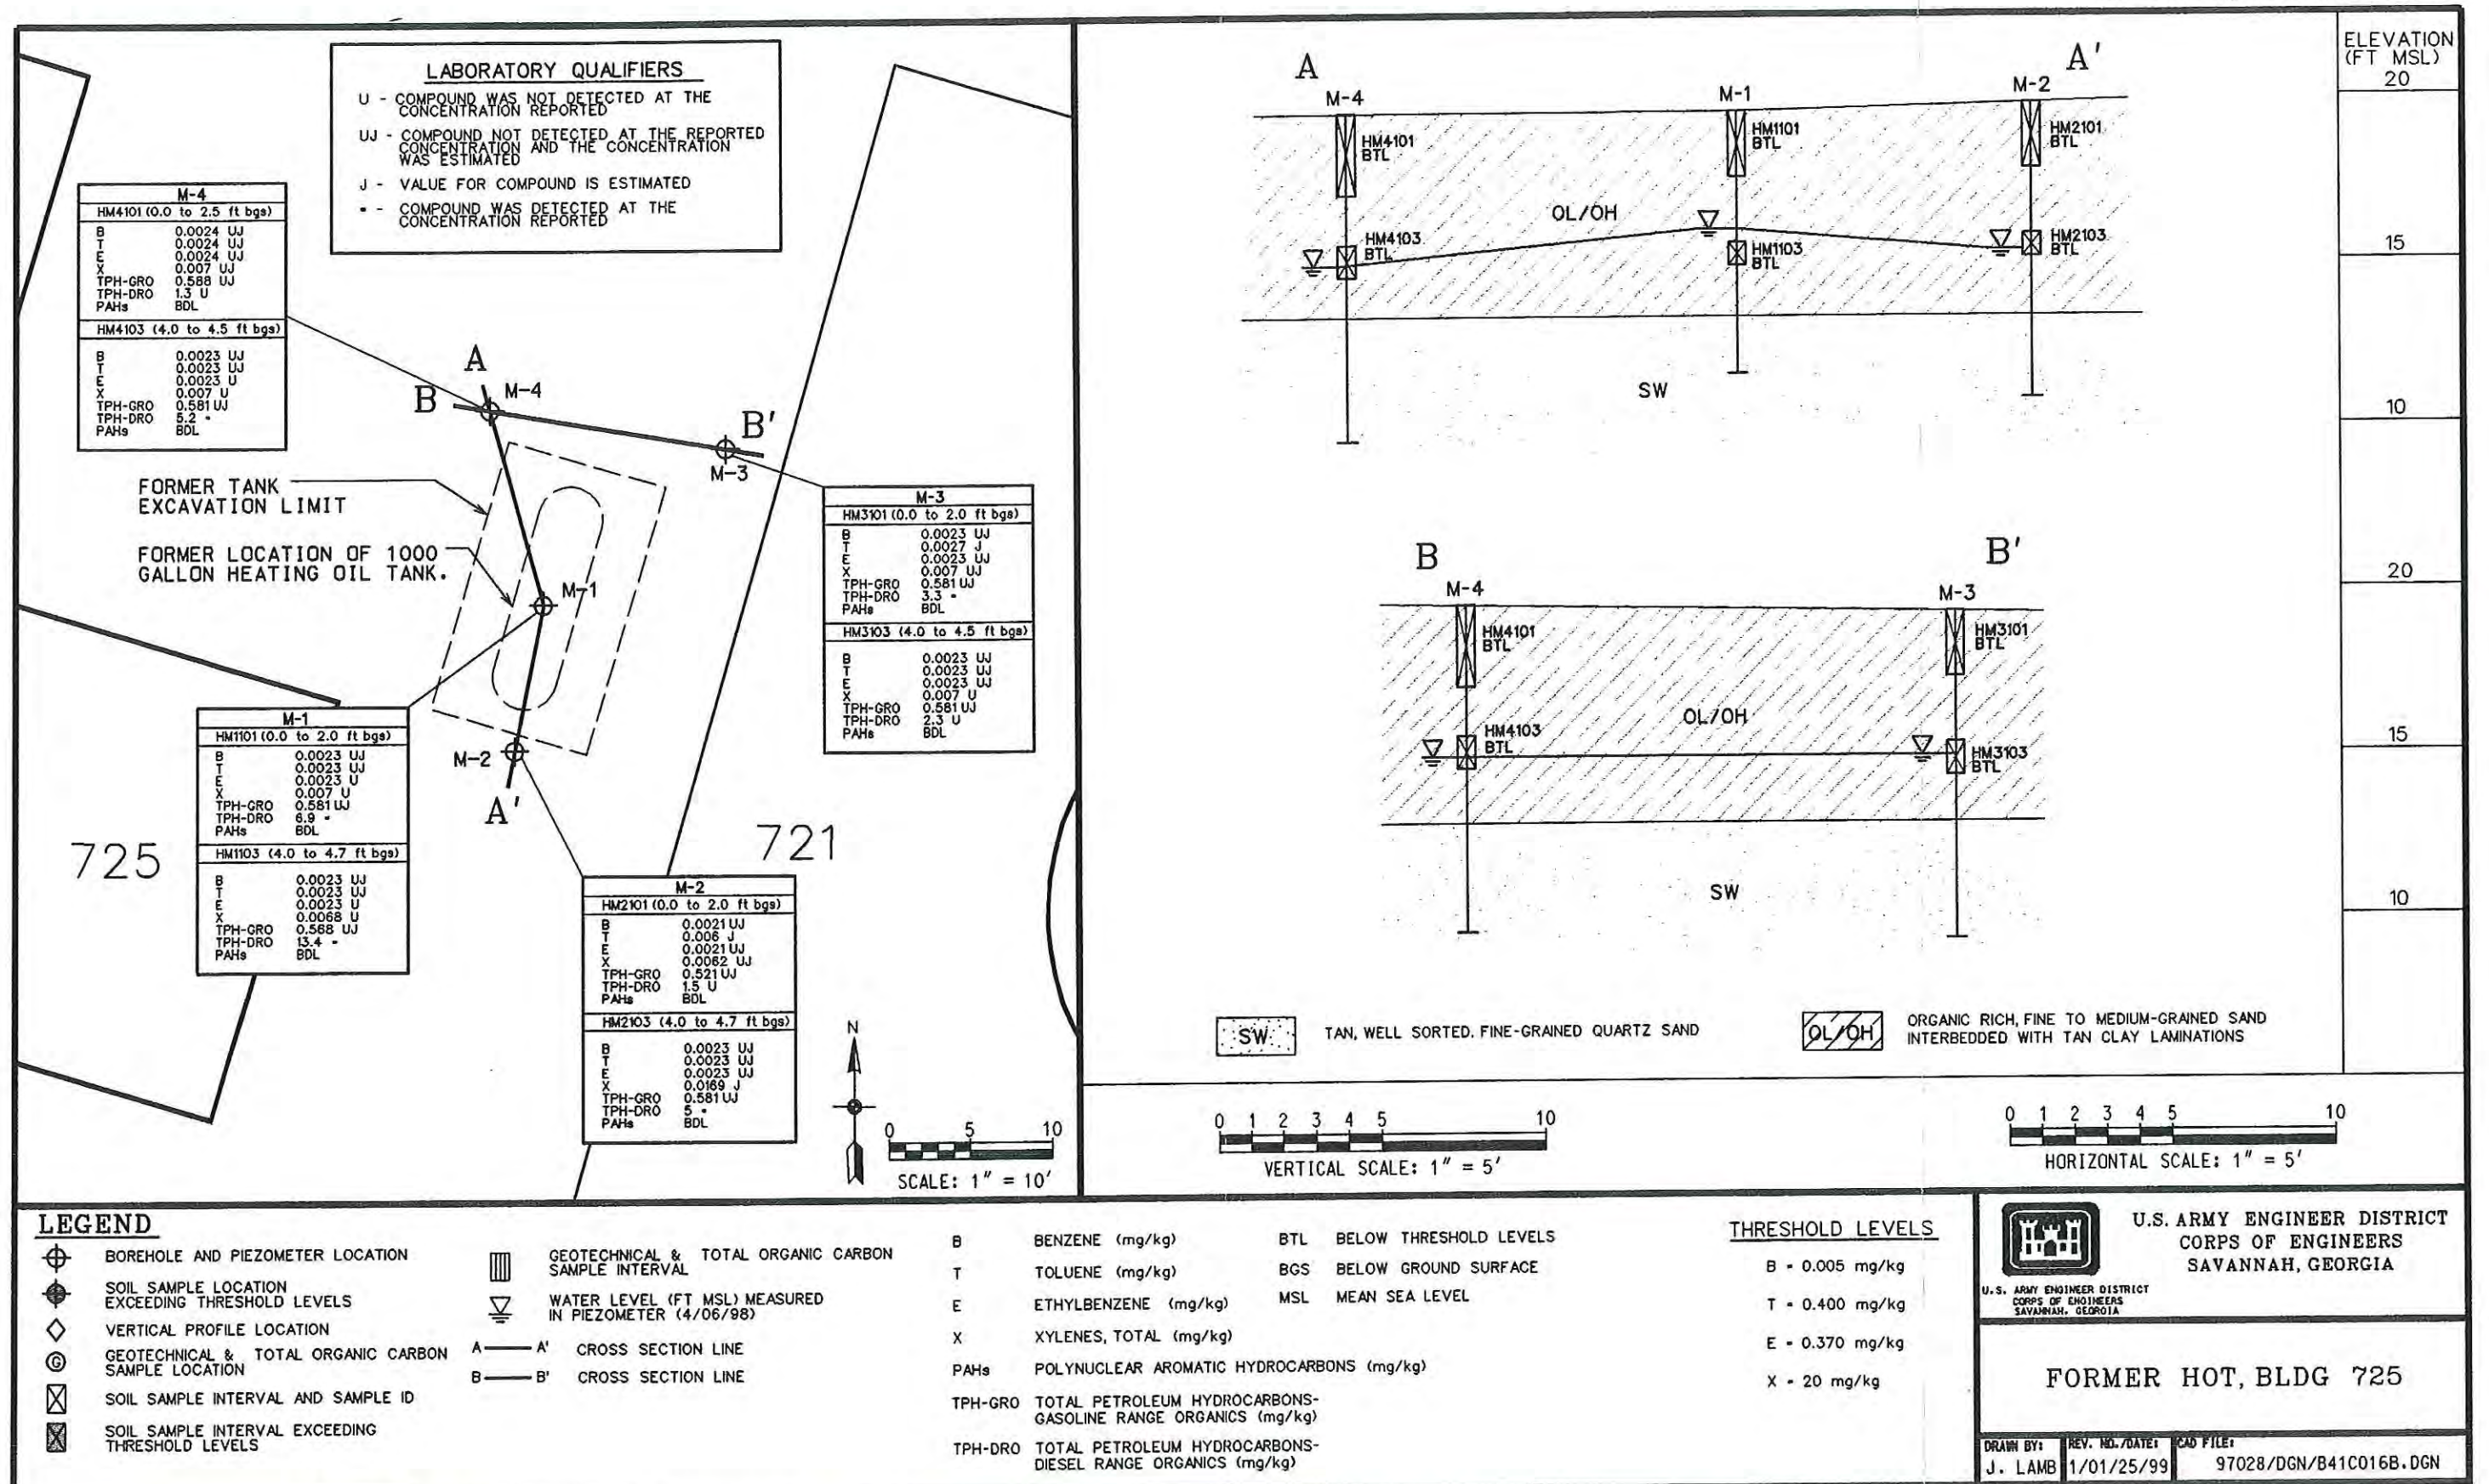 LABORATORY QUALIFIERS
U - COMPOUND WAS NOT DETECTED AT THE
CONCENTRATION REPORTED
UJ - COMPOUND NOT DETECTED AT THE REPORTED
CONCENTRATION AND THE CONCENTRATION
WAS ESTIMATED
J - VALUE FOR COMPOUND IS ESTIMATED
▪ - COMPOUND WAS DETECTED AT THE
CONCENTRATION REPORTED
M-4
HM4101 (0.0 to 2.5 ft bgs)
B 0.0024 UJ
T 0.0024 UJ
E 0.0024 UJ
X 0.007 UJ
TPH-GRO 0.588 UJ
TPH-DRO 1.3 U
PAHs BDL
HM4103 (4.0 to 4.5 ft bgs)
B 0.0023 UJ
T 0.0023 UJ
E 0.0023 U
X 0.007 U
TPH-GRO 0.581 UJ
TPH-DRO 5.2 ▪
PAHs BDL
A
B
M-4
B'
M-3
FORMER TANK
EXCAVATION LIMIT
FORMER LOCATION OF 1000
GALLON HEATING OIL TANK.
M-1
M-2
A'
M-3
HM3101 (0.0 to 2.0 ft bgs)
B 0.0023 UJ
T 0.0027 J
E 0.0023 UJ
X 0.007 UJ
TPH-GRO 0.581 UJ
TPH-DRO 3.3 ▪
PAHs BDL
HM3103 (4.0 to 4.5 ft bgs)
B 0.0023 UJ
T 0.0023 UJ
E 0.0023 UJ
X 0.007 U
TPH-GRO 0.581 UJ
TPH-DRO 2.3 U
PAHs BDL
M-1
HM1101 (0.0 to 2.0 ft bgs)
B 0.0023 UJ
T 0.0023 UJ
E 0.0023 U
X 0.007 U
TPH-GRO 0.581 UJ
TPH-DRO 6.9 ▪
PAHs BDL
HM1103 (4.0 to 4.7 ft bgs)
B 0.0023 UJ
T 0.0023 UJ
E 0.0023 U
X 0.0068 U
TPH-GRO 0.568 UJ
TPH-DRO 13.4 ▪
PAHs BDL
725
721
M-2
HM2101 (0.0 to 2.0 ft bgs)
B 0.0021 UJ
T 0.006 J
E 0.0021 UJ
X 0.0062 UJ
TPH-GRO 0.521 UJ
TPH-DRO 1.5 U
PAHs BDL
HM2103 (4.0 to 4.7 ft bgs)
B 0.0023 UJ
T 0.0023 UJ
E 0.0023 UJ
X 0.0169 J
TPH-GRO 0.581 UJ
TPH-DRO 5 ▪
PAHs BDL
N
0 5 10
SCALE: 1" = 10'
ELEVATION
(FT MSL)
20
15
10
20
15
10
A
A'
M-4
M-1
M-2
HM4101
BTL
HM1101
BTL
HM2101
BTL
OL/OH
HM4103
BTL
HM1103
BTL
HM2103
BTL
SW
B
B'
M-4
M-3
HM4101
BTL
HM3101
BTL
OL/OH
HM4103
BTL
HM3103
BTL
SW
SW
TAN, WELL SORTED, FINE-GRAINED QUARTZ SAND
OL/OH
ORGANIC RICH, FINE TO MEDIUM-GRAINED SAND
INTERBEDDED WITH TAN CLAY LAMINATIONS
0 1 2 3 4 5 10
VERTICAL SCALE: 1" = 5'
0 1 2 3 4 5 10
HORIZONTAL SCALE: 1" = 5'
LEGEND
BOREHOLE AND PIEZOMETER LOCATION
SOIL SAMPLE LOCATION
EXCEEDING THRESHOLD LEVELS
VERTICAL PROFILE LOCATION
G
GEOTECHNICAL & TOTAL ORGANIC CARBON
SAMPLE LOCATION
SOIL SAMPLE INTERVAL AND SAMPLE ID
SOIL SAMPLE INTERVAL EXCEEDING
THRESHOLD LEVELS
GEOTECHNICAL & TOTAL ORGANIC CARBON
SAMPLE INTERVAL
WATER LEVEL (FT MSL) MEASURED
IN PIEZOMETER (4/06/98)
A A' CROSS SECTION LINE
B B' CROSS SECTION LINE
B BENZENE (mg/kg)
T TOLUENE (mg/kg)
E ETHYLBENZENE (mg/kg)
X XYLENES, TOTAL (mg/kg)
PAHs POLYNUCLEAR AROMATIC HYDROCARBONS (mg/kg)
TPH-GRO TOTAL PETROLEUM HYDROCARBONS-
GASOLINE RANGE ORGANICS (mg/kg)
TPH-DRO TOTAL PETROLEUM HYDROCARBONS-
DIESEL RANGE ORGANICS (mg/kg)
BTL BELOW THRESHOLD LEVELS
BGS BELOW GROUND SURFACE
MSL MEAN SEA LEVEL
THRESHOLD LEVELS
B = 0.005 mg/kg
T = 0.400 mg/kg
E = 0.370 mg/kg
X = 20 mg/kg
U.S. ARMY ENGINEER DISTRICT
CORPS OF ENGINEERS
SAVANNAH, GEORGIA
U.S. ARMY ENGINEER DISTRICT
CORPS OF ENGINEERS
SAVANNAH, GEORGIA
FORMER HOT, BLDG 725
DRAWN BY:
J. LAMB
REV. NO./DATE:
1/01/25/99
CAD FILE:
97028/DGN/B41C016B.DGN